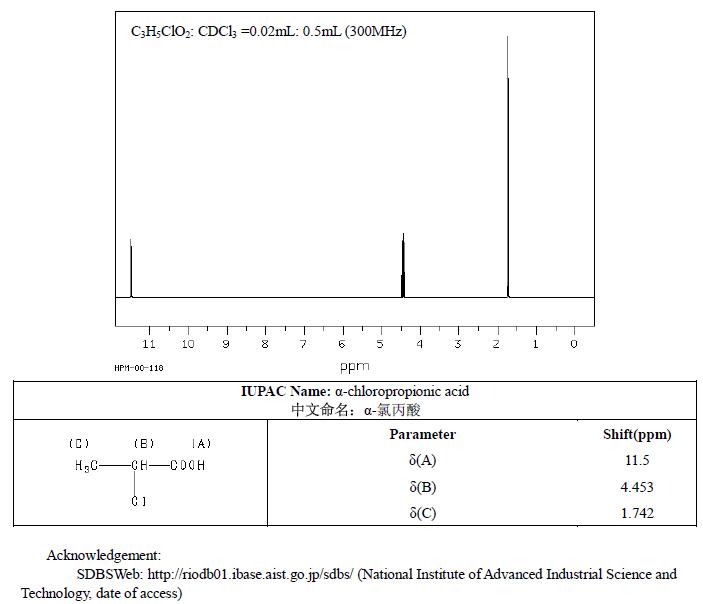 C₃H₅ClO₂: CDCl₃ =0.02mL: 0.5mL (300MHz)
11 10 9 8 7 6 5 4 3 2 1 0
HPM-00-118
ppm
IUPAC Name: α-chloropropionic acid
中文命名：α-氯丙酸
(C) (B) (A)
H₃C—CH—COOH
Cl
Parameter Shift(ppm)
δ(A) 11.5
δ(B) 4.453
δ(C) 1.742
Acknowledgement:
SDBSWeb: http://riodb01.ibase.aist.go.jp/sdbs/ (National Institute of Advanced Industrial Science and
Technology, date of access)